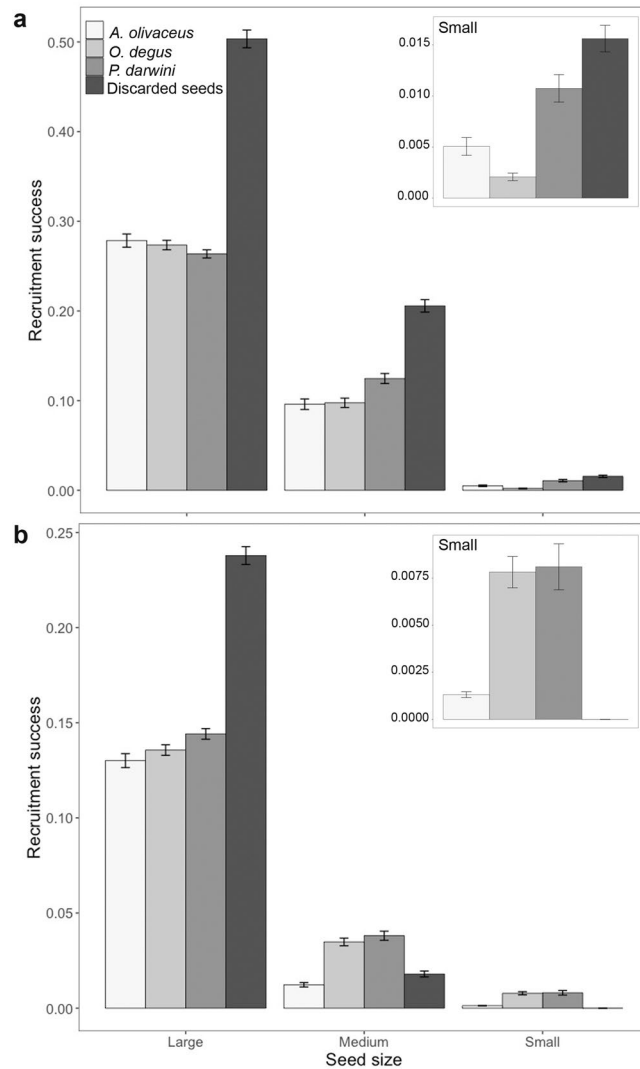 a
A. olivaceus
O. degus
P. darwini
Discarded seeds
Recruitment success
0.50
0.40
0.30
0.20
0.10
0.00
Small
0.015
0.010
0.005
0.000
b
Recruitment success
0.25
0.20
0.15
0.10
0.05
0.00
Small
0.0075
0.0050
0.0025
0.0000
Large Medium Small
Seed size